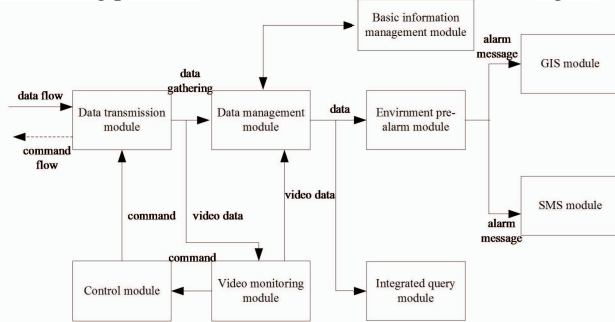 Basic information
management module
alarm
message
GIS module
data
gathering
data flow
Data transmission
module
Data management
module
data
Envirnment pre-
alarm module
command
flow
command
video data
video data
SMS module
alarm
message
command
Control module
Video monitoring
module
Integrated query
module